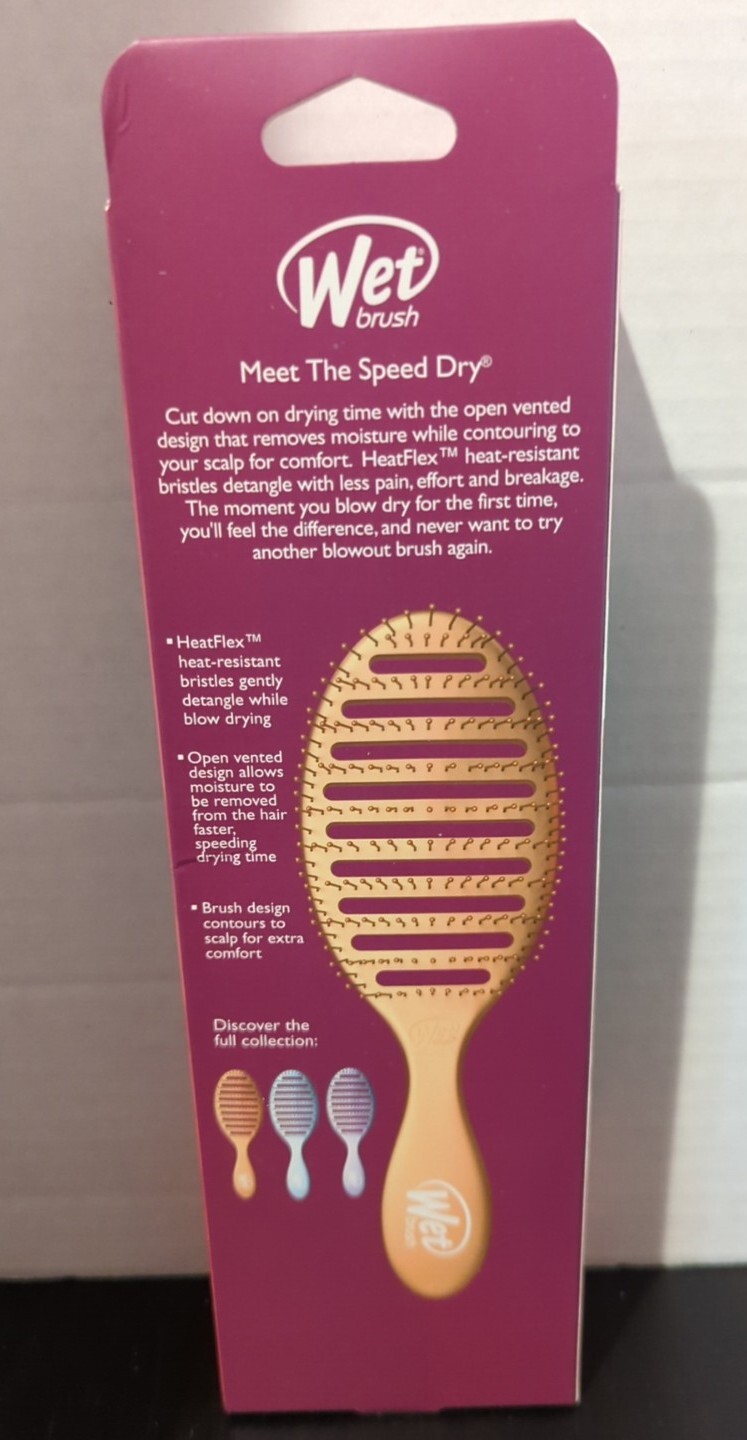 Wet
brush
Meet The Speed Dry®
Cut down on drying time with the open vented
design that removes moisture while contouring to
your scalp for comfort. HeatFlex™ heat-resistant
bristles detangle with less pain, effort and breakage.
The moment you blow dry for the first time,
you'll feel the difference, and never want to try
another blowout brush again.
▪ HeatFlex™
heat-resistant
bristles gently
detangle while
blow drying
▪ Open vented
design allows
moisture to
be removed
from the hair
faster,
speeding
drying time
▪ Brush design
contours to
scalp for extra
comfort
Discover the
full collection:
Wet
Wet
brush